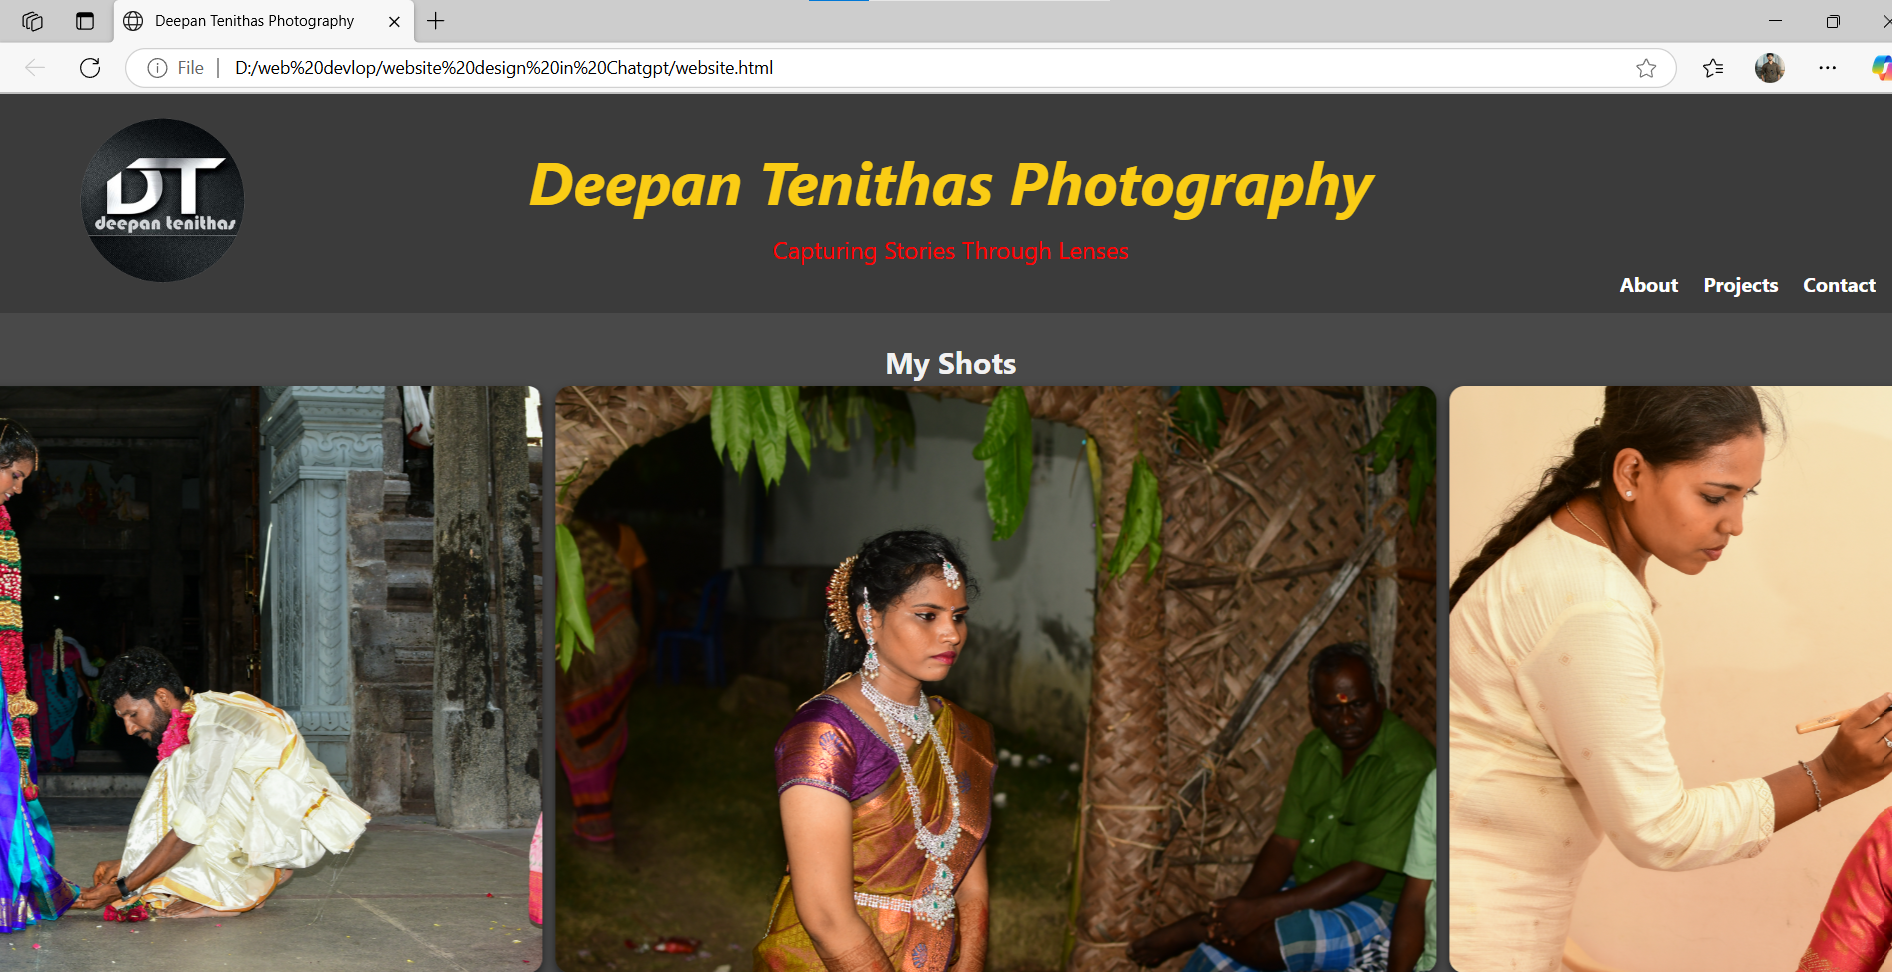 Deepan Tenithas Photography
File
D:/web%20devlop/website%20design%20in%20Chatgpt/website.html
DT
deepan tenithas
Deepan Tenithas Photography
Capturing Stories Through Lenses
About Projects Contact
My Shots